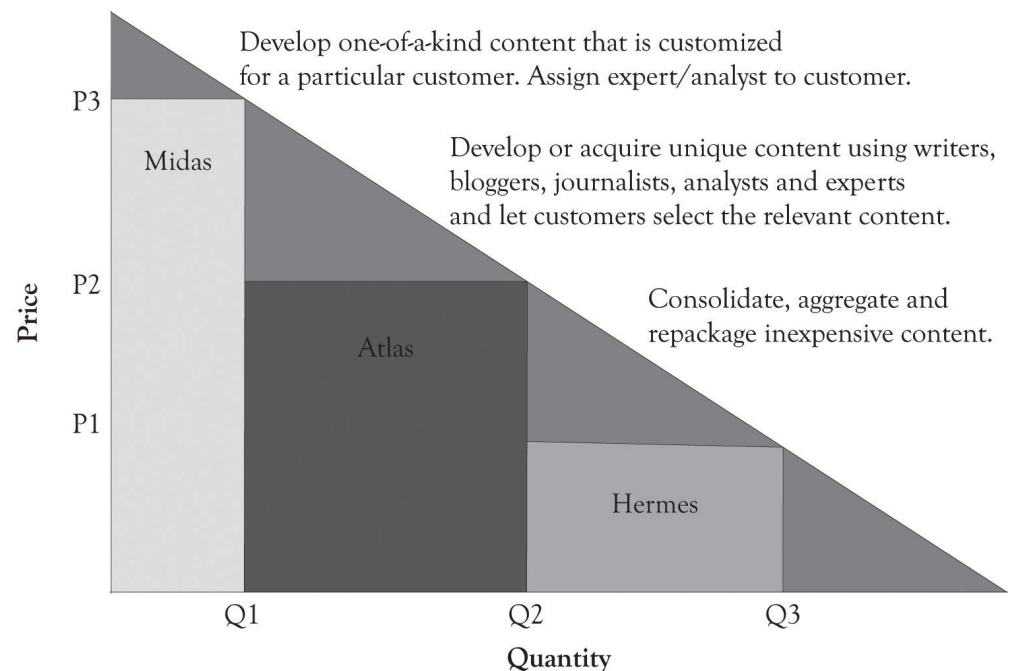 Develop one-of-a-kind content that is customized
for a particular customer. Assign expert/analyst to customer.
P3
Midas
Develop or acquire unique content using writers,
bloggers, journalists, analysts and experts
and let customers select the relevant content.
P2
Price
Consolidate, aggregate and
repackage inexpensive content.
Atlas
P1
Hermes
Q1
Q2
Q3
Quantity